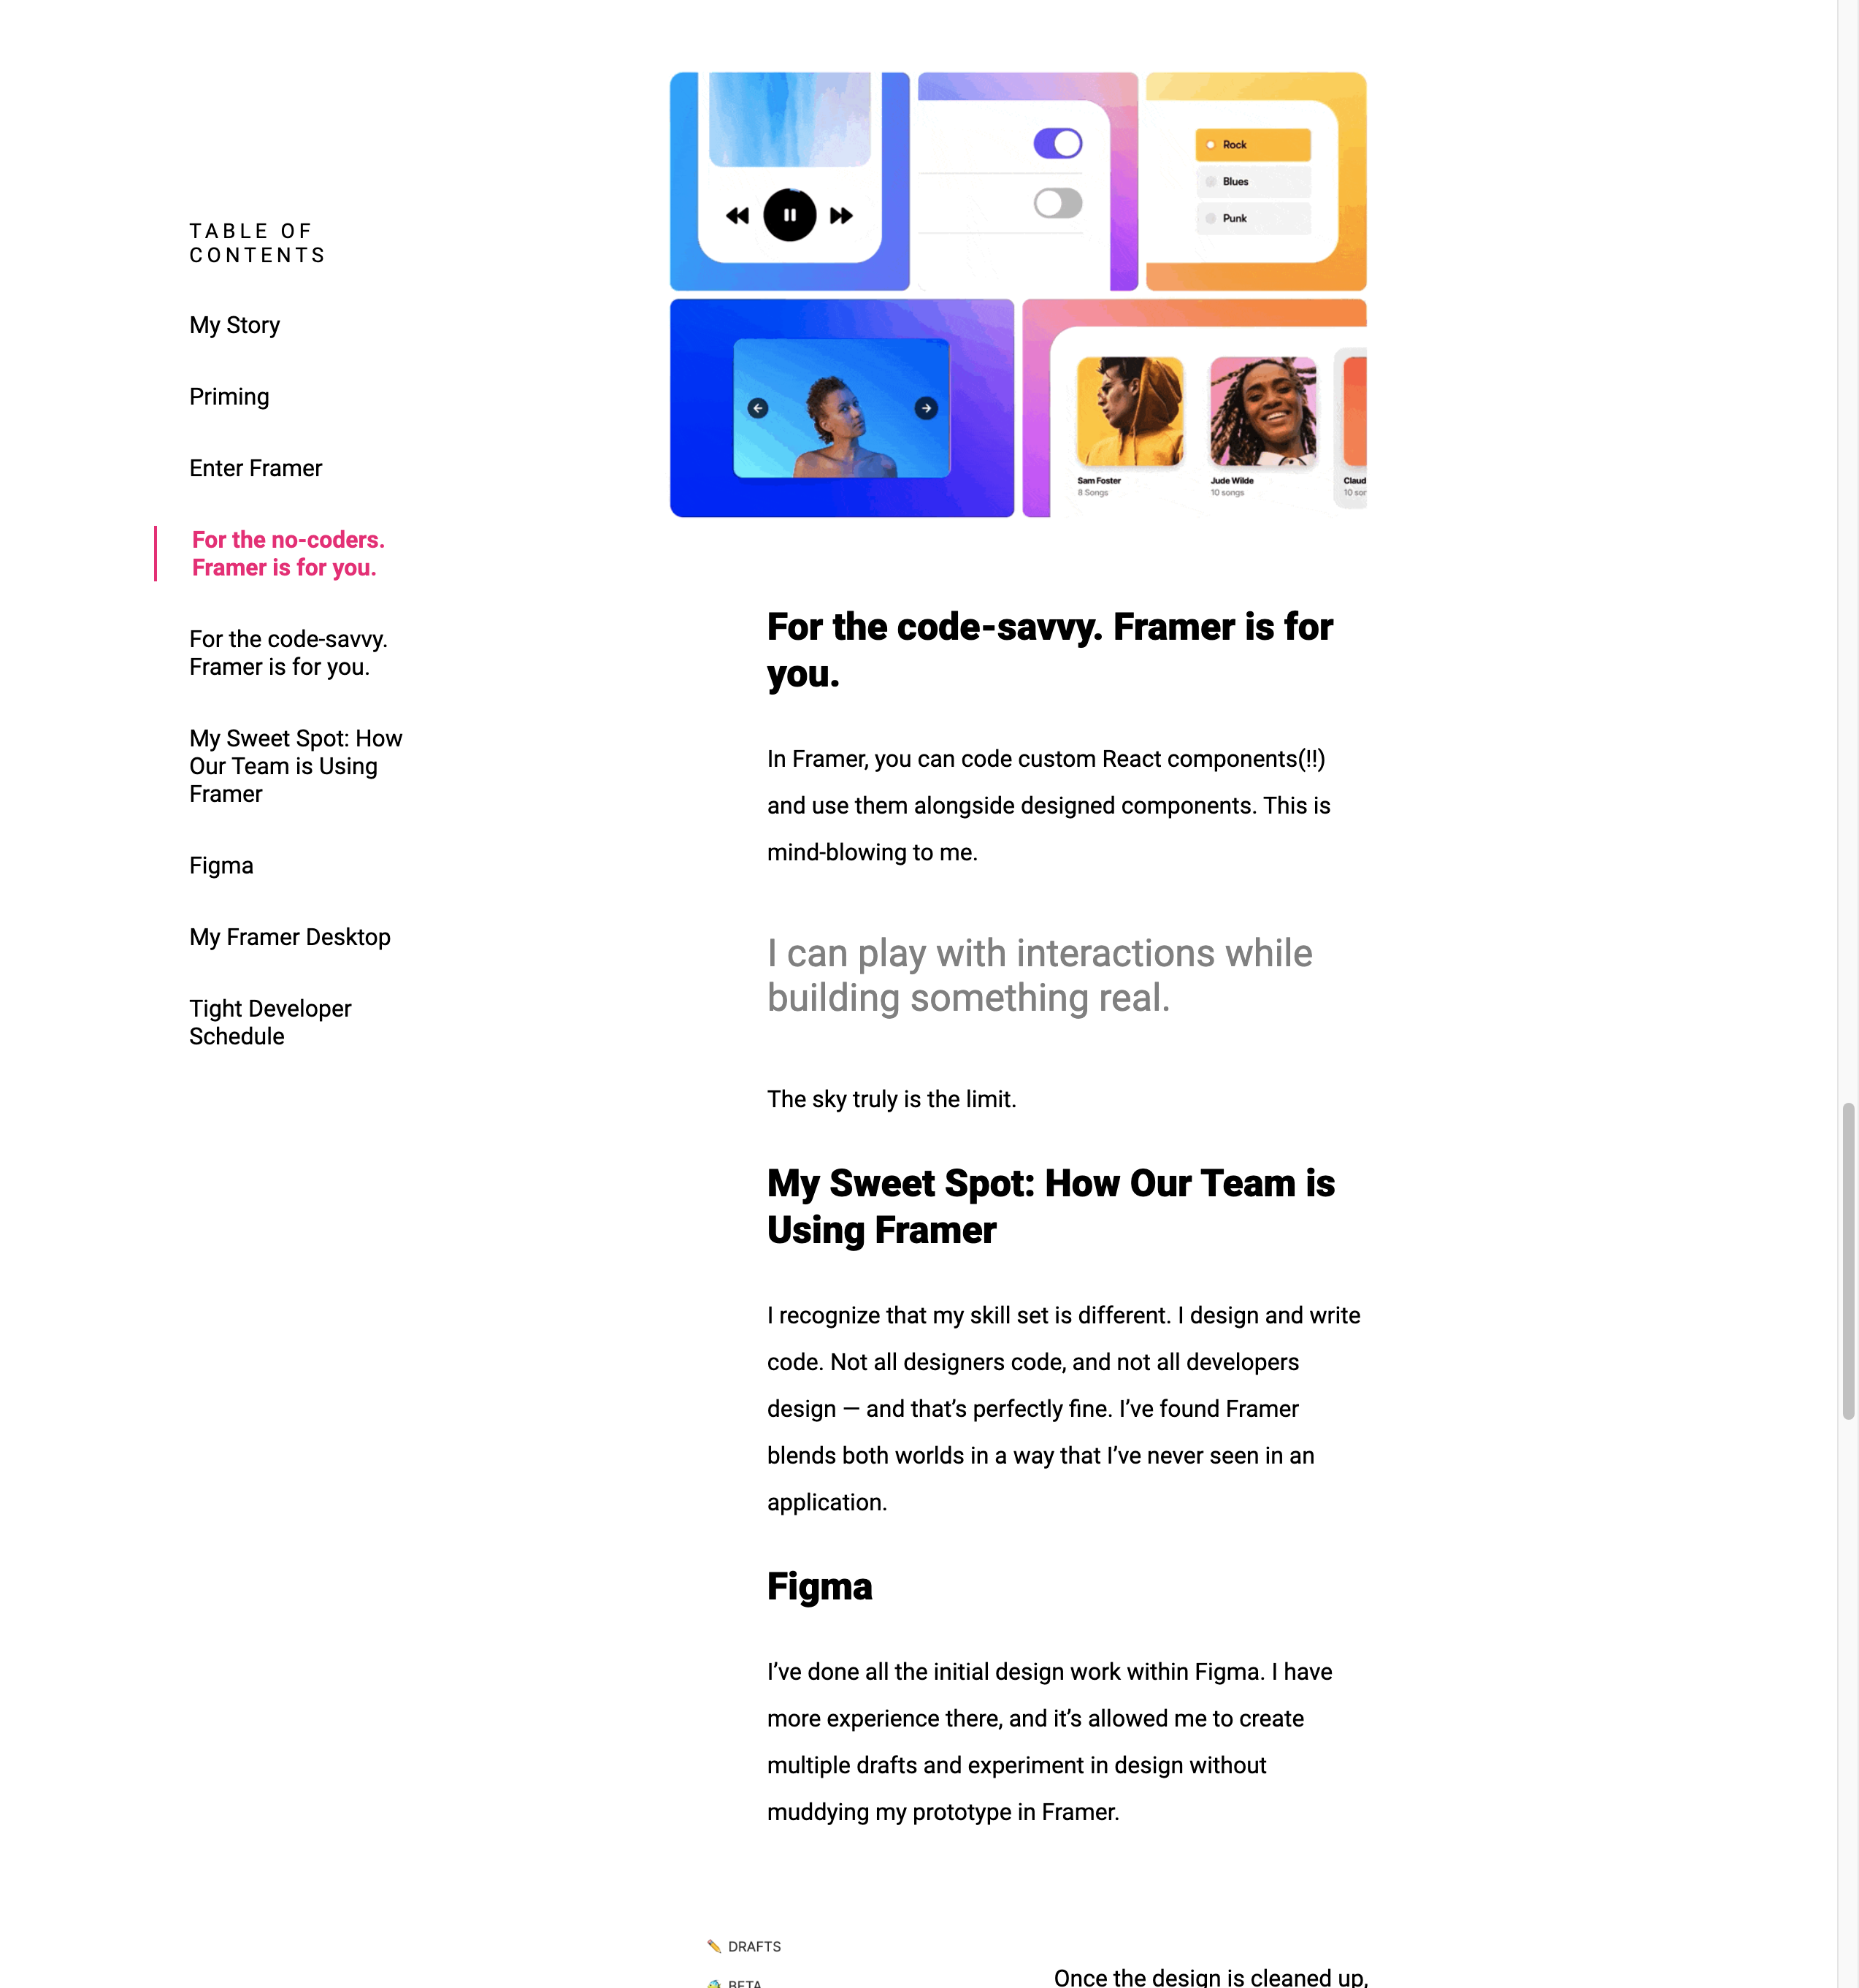 TABLE OF
CONTENTS
My Story
Priming
Enter Framer
For the no-coders.
Framer is for you.
For the code-savvy.
Framer is for you.
My Sweet Spot: How
Our Team is Using
Framer
Figma
My Framer Desktop
Tight Developer
Schedule
Rock
Blues
Punk
Sam Foster
8 Songs
Jude Wilde
10 songs
Claud
10 sor
For the code-savvy. Framer is for
you.
In Framer, you can code custom React components(!!)
and use them alongside designed components. This is
mind-blowing to me.
I can play with interactions while
building something real.
The sky truly is the limit.
My Sweet Spot: How Our Team is
Using Framer
I recognize that my skill set is different. I design and write
code. Not all designers code, and not all developers
design — and that’s perfectly fine. I’ve found Framer
blends both worlds in a way that I’ve never seen in an
application.
Figma
I’ve done all the initial design work within Figma. I have
more experience there, and it’s allowed me to create
multiple drafts and experiment in design without
muddying my prototype in Framer.
✏️ DRAFTS
BETA
Once the design is cleaned up,